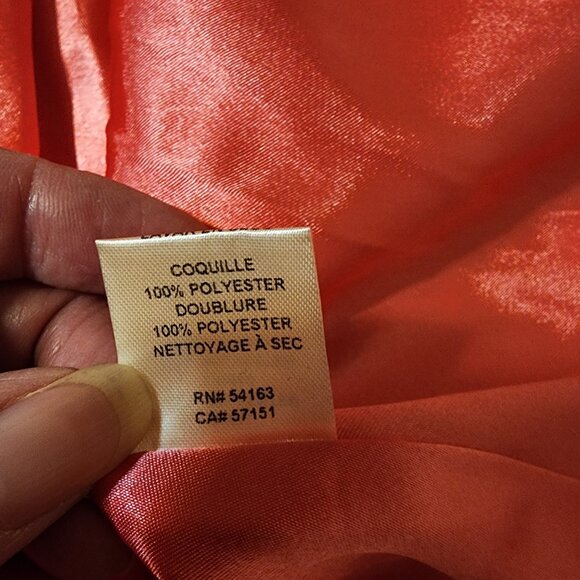 COQUILLE
100% POLYESTER
DOUBLURE
100% POLYESTER
NETTOYAGE À SEC
RN# 54163
CA# 57151